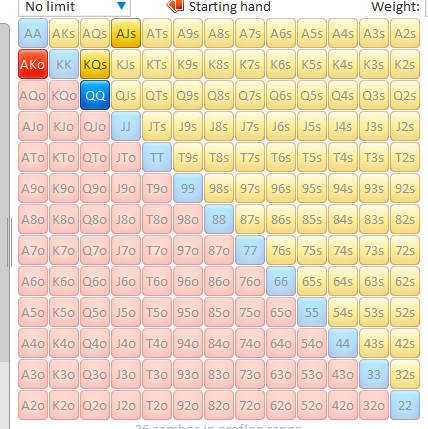 No limit Starting hand Weight:
AA AKs AQs AJs ATs A9s A8s A7s A6s A5s A4s A3s A2s
AKo KK KQs KJs KTs K9s K8s K7s K6s K5s K4s K3s K2s
AQo KQo QQ QJs QTs Q9s Q8s Q7s Q6s Q5s Q4s Q3s Q2s
AJo KJo QJo JJ JTs J9s J8s J7s J6s J5s J4s J3s J2s
ATo KTo QTo JTo TT T9s T8s T7s T6s T5s T4s T3s T2s
A9o K9o Q9o J9o T9o 99 98s 97s 96s 95s 94s 93s 92s
A8o K8o Q8o J8o T8o 98o 88 87s 86s 85s 84s 83s 82s
A7o K7o Q7o J7o T7o 97o 87o 77 76s 75s 74s 73s 72s
A6o K6o Q6o J6o T6o 96o 86o 76o 66 65s 64s 63s 62s
A5o K5o Q5o J5o T5o 95o 85o 75o 65o 55 54s 53s 52s
A4o K4o Q4o J4o T4o 94o 84o 74o 64o 54o 44 43s 42s
A3o K3o Q3o J3o T3o 93o 83o 73o 63o 53o 43o 33 32s
A2o K2o Q2o J2o T2o 92o 82o 72o 62o 52o 42o 32o 22
26 combos in preflop range